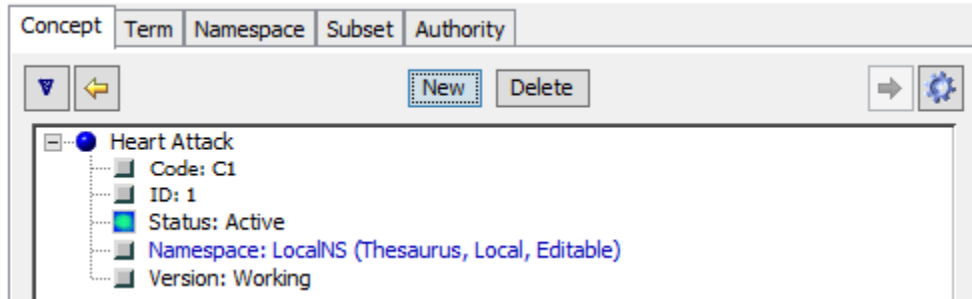 Concept Term Namespace Subset Authority
New Delete
Heart Attack
Code: C1
ID: 1
Status: Active
Namespace: LocalNS (Thesaurus, Local, Editable)
Version: Working